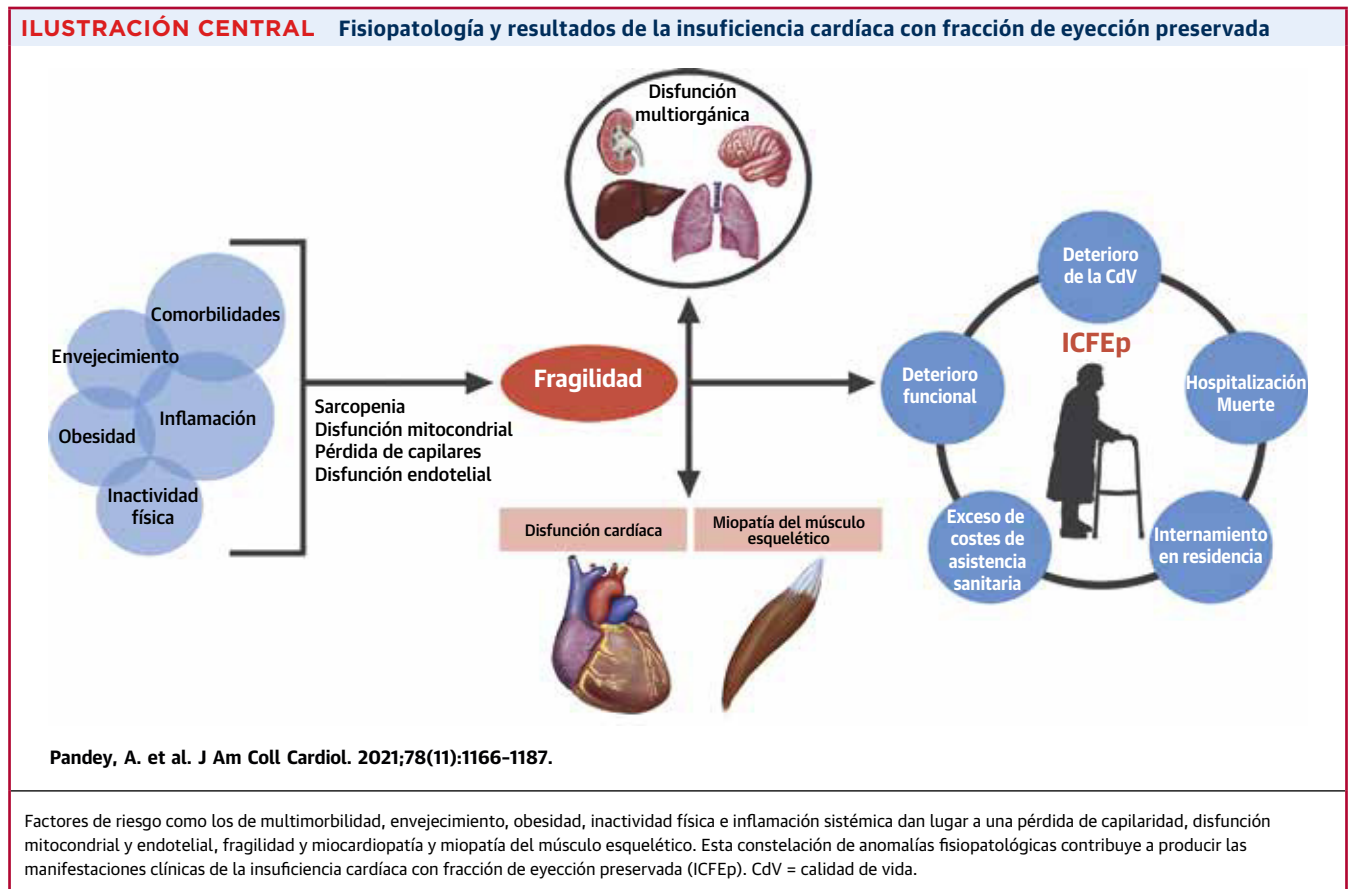 ILUSTRACIÓN CENTRAL Fisiopatología y resultados de la insuficiencia cardíaca con fracción de eyección preservada
Disfunción
multiorgánica
Comorbilidades
Envejecimiento
Inflamación
Obesidad
Inactividad
física
Sarcopenia
Disfunción mitocondrial
Pérdida de capilares
Disfunción endotelial
Fragilidad
Disfunción cardíaca
Miopatía del músculo
esquelético
Deterioro
de la CdV
ICFEp
Deterioro
funcional
Hospitalización
Muerte
Exceso de
costes de
asistencia
sanitaria
Internamiento
en residencia
Pandey, A. et al. J Am Coll Cardiol. 2021;78(11):1166-1187.
Factores de riesgo como los de multimorbilidad, envejecimiento, obesidad, inactividad física e inflamación sistémica dan lugar a una pérdida de capilaridad, disfunción
mitocondrial y endotelial, fragilidad y miocardiopatía y miopatía del músculo esquelético. Esta constelación de anomalías fisiopatológicas contribuye a producir las
manifestaciones clínicas de la insuficiencia cardíaca con fracción de eyección preservada (ICFEp). CdV = calidad de vida.